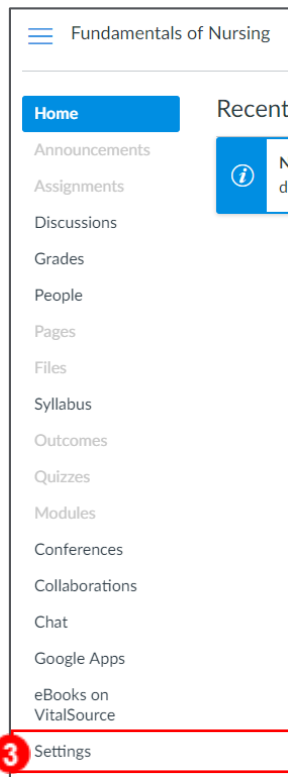 Fundamentals of Nursing
Home
Recent
Announcements
N
d
Assignments
Discussions
Grades
People
Pages
Files
Syllabus
Outcomes
Quizzes
Modules
Conferences
Collaborations
Chat
Google Apps
eBooks on
VitalSource
3 Settings